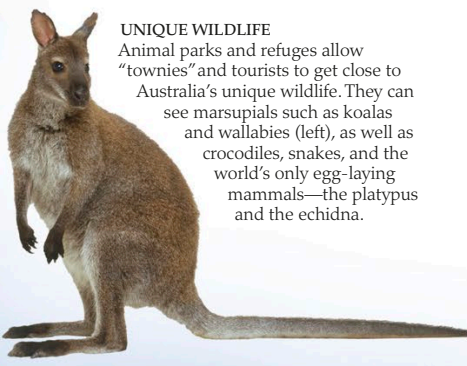 UNIQUE WILDLIFE
Animal parks and refuges allow
“townies”and tourists to get close to
Australia’s unique wildlife. They can
see marsupials such as koalas
and wallabies (left), as well as
crocodiles, snakes, and the
world’s only egg-laying
mammals—the platypus
and the echidna.